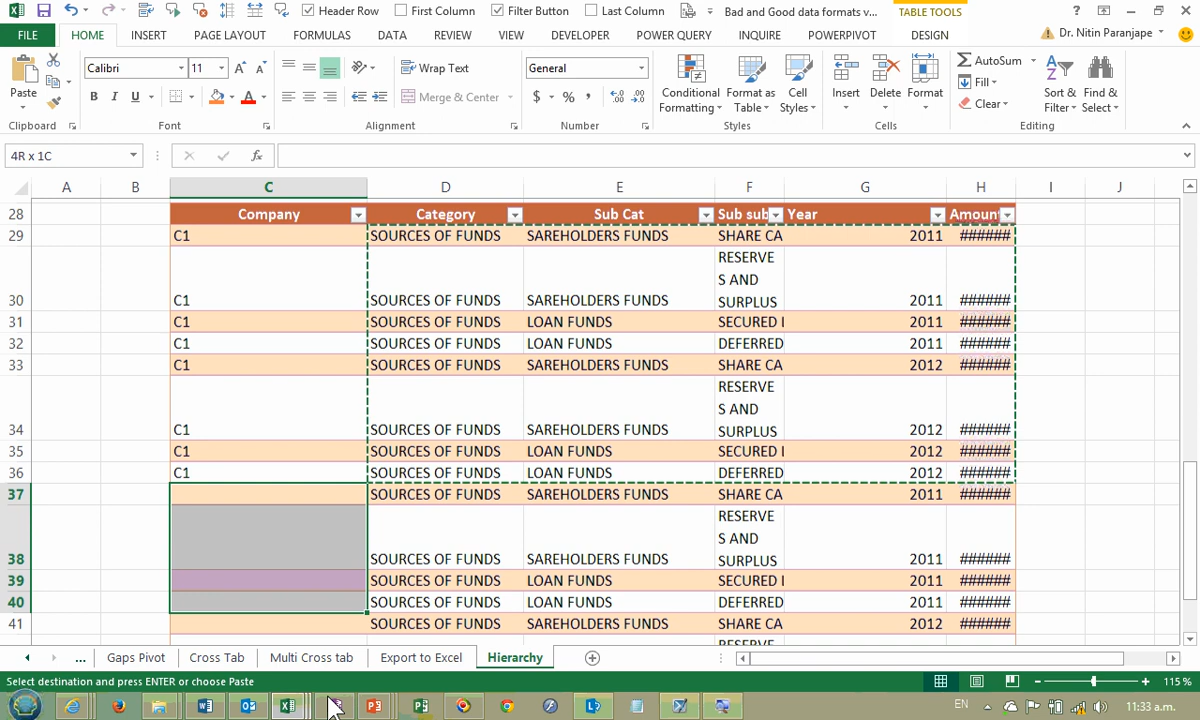 Header Row First Column Filter Button Last Column Bad and Good data formats v... TABLE TOOLS ?
FILE HOME INSERT PAGE LAYOUT FORMULAS DATA REVIEW VIEW DEVELOPER POWER QUERY INQUIRE POWERPIVOT DESIGN Dr. Nitin Paranjape
Paste Calibri 11 A A Wrap Text General Conditional Formatting Format as Table Cell Styles Insert Delete Format AutoSum Fill Clear Sort & Filter Find & Select
B I U A Merge & Center $ % ,
Clipboard Font Alignment Number Styles Cells Editing
4R x 1C fx
A B C D E F G H I J
28 Company Category Sub Cat Sub sub Year Amount
29 C1 SOURCES OF FUNDS SAREHOLDERS FUNDS SHARE CA 2011 ######
RESERVE
S AND
30 C1 SOURCES OF FUNDS SAREHOLDERS FUNDS SURPLUS 2011 ######
31 C1 SOURCES OF FUNDS LOAN FUNDS SECURED 2011 ######
32 C1 SOURCES OF FUNDS LOAN FUNDS DEFERRED 2011 ######
33 C1 SOURCES OF FUNDS SAREHOLDERS FUNDS SHARE CA 2012 ######
RESERVE
S AND
34 C1 SOURCES OF FUNDS SAREHOLDERS FUNDS SURPLUS 2012 ######
35 C1 SOURCES OF FUNDS LOAN FUNDS SECURED 2012 ######
36 C1 SOURCES OF FUNDS LOAN FUNDS DEFERRED 2012 ######
37 SOURCES OF FUNDS SAREHOLDERS FUNDS SHARE CA 2011 ######
RESERVE
S AND
38 SOURCES OF FUNDS SAREHOLDERS FUNDS SURPLUS 2011 ######
39 SOURCES OF FUNDS LOAN FUNDS SECURED 2011 ######
40 SOURCES OF FUNDS LOAN FUNDS DEFERRED 2011 ######
41 SOURCES OF FUNDS SAREHOLDERS FUNDS SHARE CA 2012 ######
... Gaps Pivot Cross Tab Multi Cross tab Export to Excel Hierarchy
Select destination and press ENTER or choose Paste 115 %
EN 11:33 a.m.